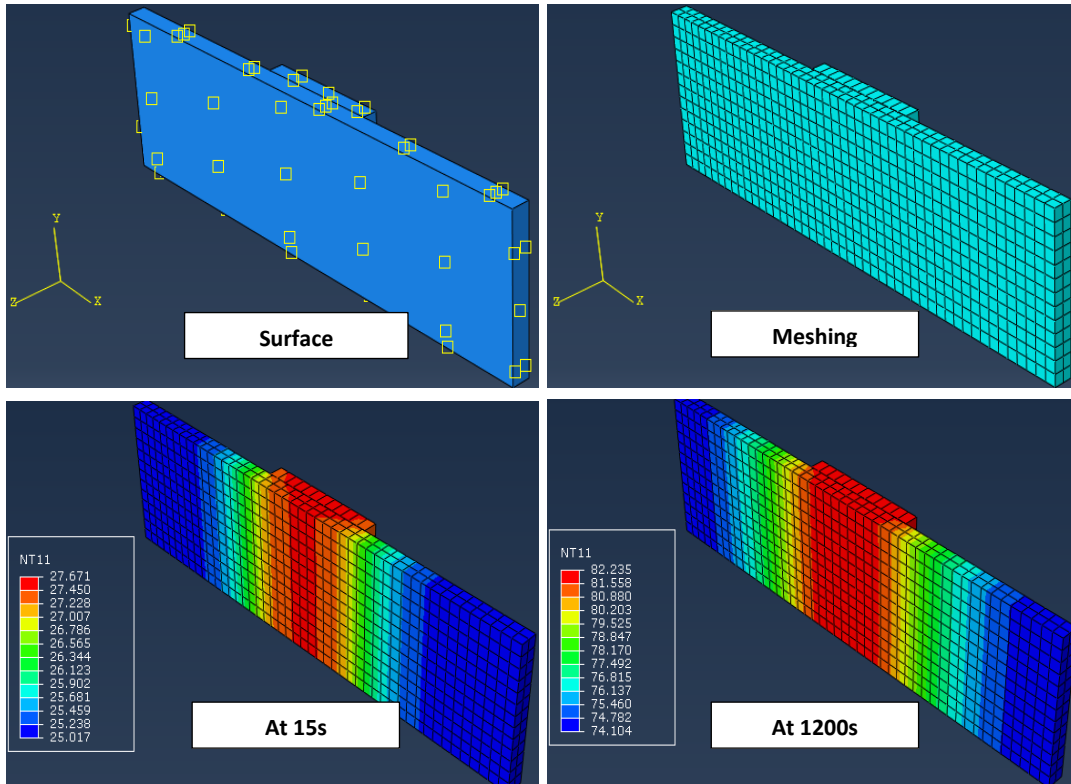 Y
Z
X
Surface
Y
Z
X
Meshing
NT11
27.671
27.450
27.228
27.007
26.786
26.565
26.344
26.123
25.902
25.681
25.459
25.238
25.017
At 15s
NT11
82.235
81.558
80.880
80.203
79.525
78.847
78.170
77.492
76.815
76.137
75.460
74.782
74.104
At 1200s